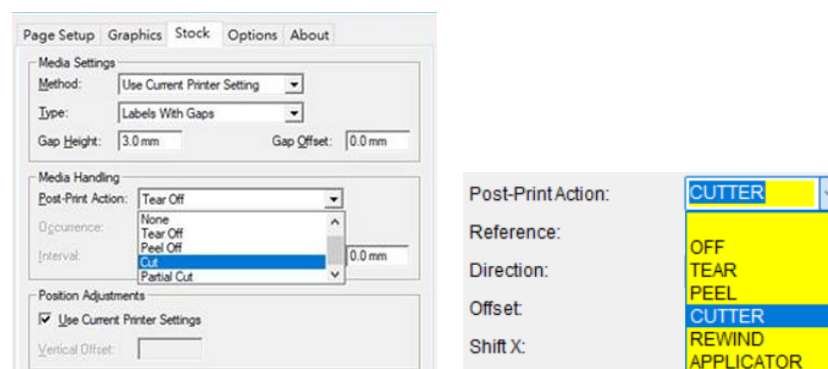 Page Setup Graphics Stock Options About
Media Settings
Method: Use Current Printer Setting
Type: Labels With Gaps
Gap Height: 3.0 mm Gap Offset: 0.0 mm
Media Handling
Post-Print Action: Tear Off
None
Occurrence: Tear Off
Peel Off
Interval: Cut 0.0 mm
Partial Cut
Position Adjustments
Use Current Printer Settings
Vertical Offset:
Post-Print Action: CUTTER
Reference:
OFF
Direction: TEAR
PEEL
Offset: CUTTER
REWIND
Shift X: APPLICATOR